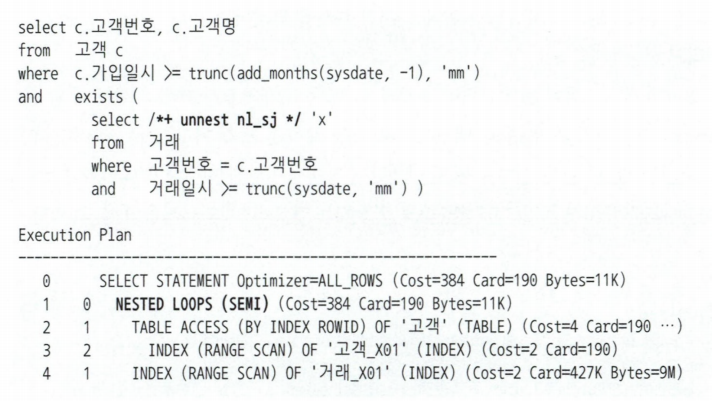 select c.고객번호, c.고객명
from 고객 c
where c.가입일시 >= trunc(add_months(sysdate, -1), 'mm')
and exists (
select /*+ unnest nl_sj */ 'x'
from 거래
where 고객번호 = c.고객번호
and 거래일시 >= trunc(sysdate, 'mm') )
Execution Plan
-----------------------------------------------------------
0 SELECT STATEMENT Optimizer=ALL_ROWS (Cost=384 Card=190 Bytes=11K)
1 0 NESTED LOOPS (SEMI) (Cost=384 Card=190 Bytes=11K)
2 1 TABLE ACCESS (BY INDEX ROWID) OF '고객' (TABLE) (Cost=4 Card=190 ⋯)
3 2 INDEX (RANGE SCAN) OF '고객_X01' (INDEX) (Cost=2 Card=190)
4 1 INDEX (RANGE SCAN) OF '거래_X01' (INDEX) (Cost=2 Card=427K Bytes=9M)